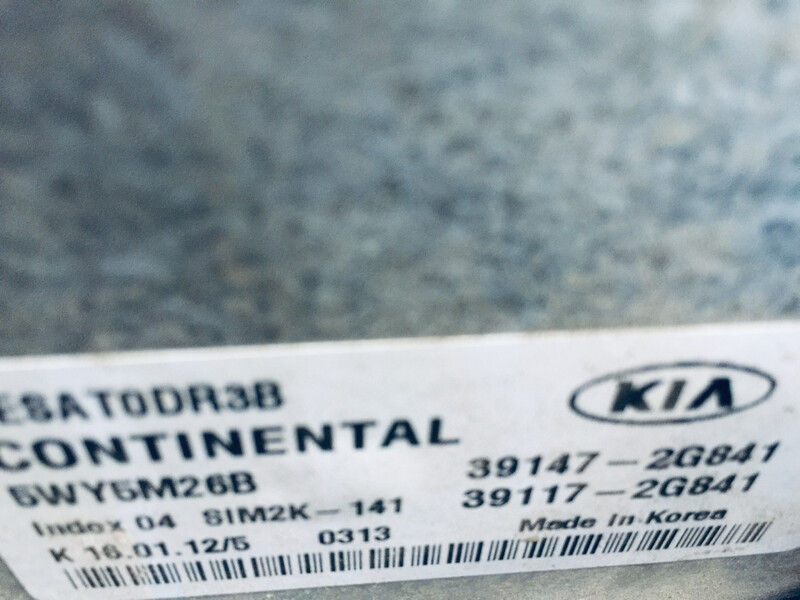 ESAT0DR3B
KIA
CONTINENTAL
5WY5M26B
39147-2G841
39117-2G841
Index 04 SIM2K-141
Made in Korea
K 16.01.12/5 0313